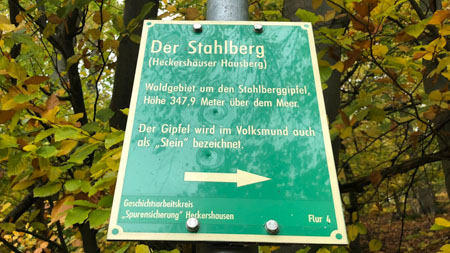 Der Stahlberg
(Heckershäuser Hausberg)
Waldgebiet um den Stahlberggipfel,
Höhe 347,9 Meter über dem Meer.
Der Gipfel wird im Volksmund auch
als „Stein" bezeichnet.
Geschichtsarbeitskreis
„Spurensicherung" Heckershausen
Flur 4